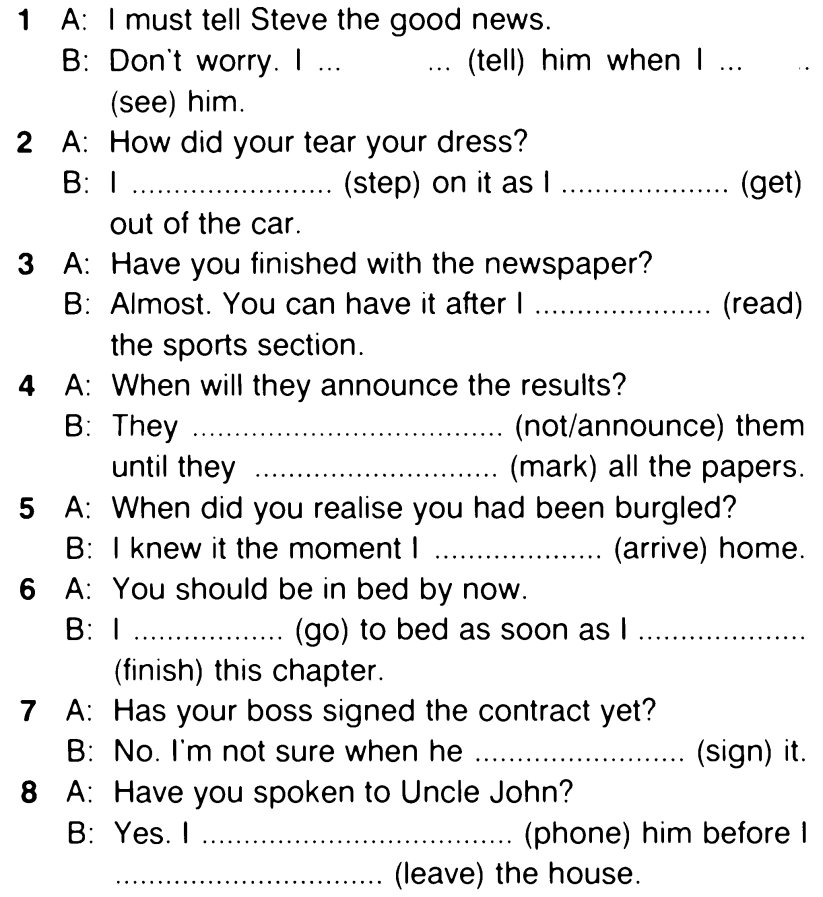 1 A: I must tell Steve the good news.
B: Don't worry. I ... ... (tell) him when I ... ..
(see) him.
2 A: How did your tear your dress?
B: I ........................ (step) on it as I .................... (get)
out of the car.
3 A: Have you finished with the newspaper?
B: Almost. You can have it after I ..................... (read)
the sports section.
4 A: When will they announce the results?
B: They ..................................... (not/announce) them
until they ............................. (mark) all the papers.
5 A: When did you realise you had been burgled?
B: I knew it the moment I .................... (arrive) home.
6 A: You should be in bed by now.
B: I .................. (go) to bed as soon as I ....................
(finish) this chapter.
7 A: Has your boss signed the contract yet?
B: No. I'm not sure when he ......................... (sign) it.
8 A: Have you spoken to Uncle John?
B: Yes. I ..................................... (phone) him before I
................................ (leave) the house.